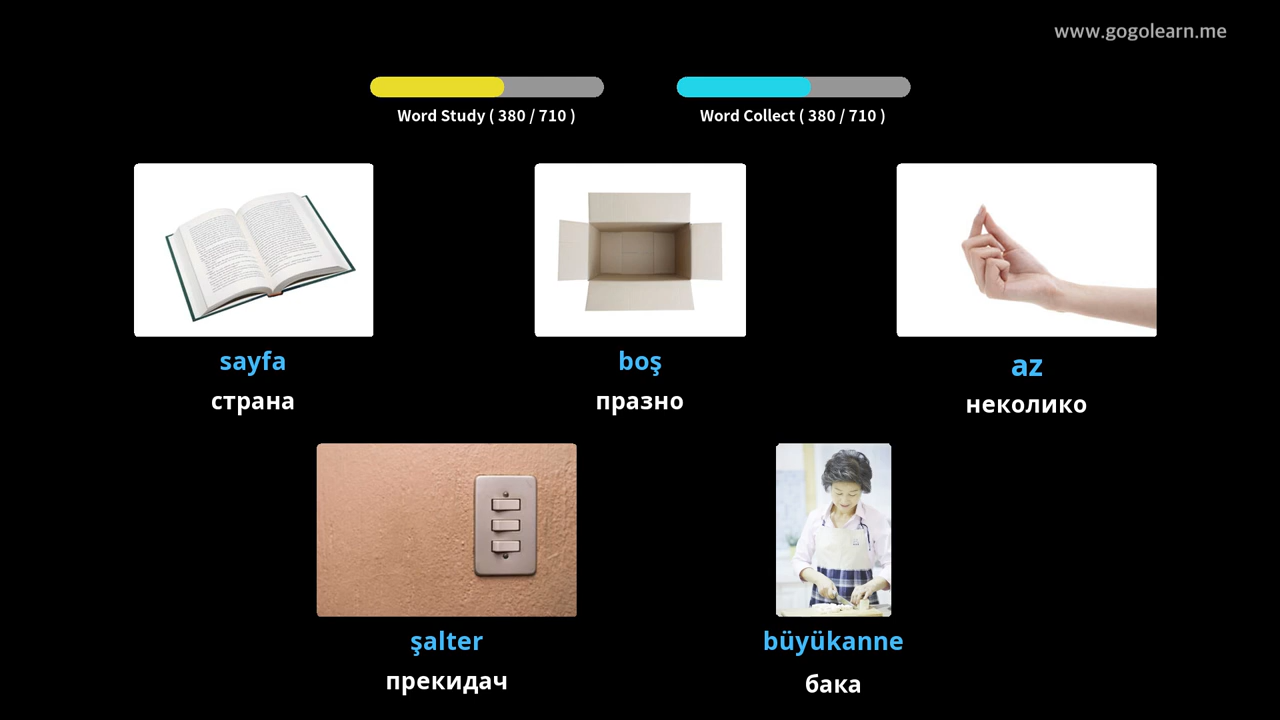 www.gogolearn.me
Word Study ( 380 / 710 )
Word Collect ( 380 / 710 )
sayfa
страна
boş
празно
az
неколико
şalter
прекидач
büyükanne
бака